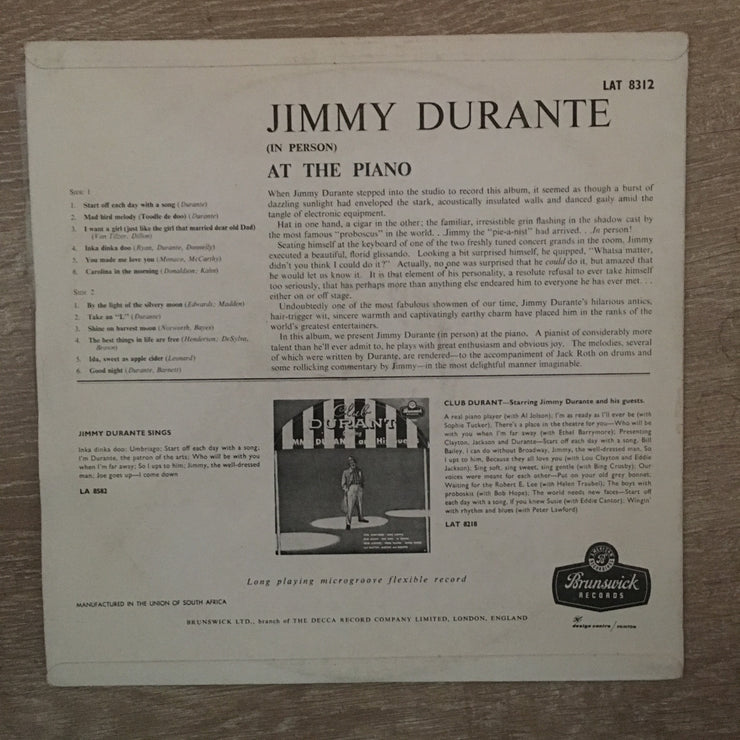 LAT 8312
JIMMY DURANTE
(IN PERSON)
AT THE PIANO
Side 1
1. Start off each day with a song (Durante)
2. Mad bird melody (Toodle de doo) (Durante)
3. I want a girl (just like the girl that married dear old Dad)
(Von Tilzer, Dillon)
4. Inka dinka doo (Ryan, Durante, Donnelly)
5. You made me love you (Monaco, McCarthy)
6. Carolina in the morning (Donaldson; Kahn)
Side 2
1. By the light of the silvery moon (Edwards; Madden)
2. Take an "L" (Durante)
3. Shine on harvest moon (Norworth, Bayes)
4. The best things in life are free (Henderson; DeSylva,
Brown)
5. Ida, sweet as apple cider (Leonard)
6. Good night (Durante, Barnett)
When Jimmy Durante stepped into the studio to record this album, it seemed as though a burst of
dazzling sunlight had enveloped the stark, acoustically insulated walls and danced gaily amid the
tangle of electronic equipment.
Hat in one hand, a cigar in the other; the familiar, irresistible grin flashing in the shadow cast by
the most famous "proboscus" in the world. . Jimmy the "pie-a-nist" had arrived. . In person!
Seating himself at the keyboard of one of the two freshly tuned concert grands in the room, Jimmy
executed a beautiful, florid glissando. Looking a bit surprised himself, he quipped, "Whatsa matter,
didn't you think I could do it?" Actually, no one was surprised that he could do it, but amazed that
he would let us know it. It is that element of his personality, a resolute refusal to ever take himself
too seriously, that has perhaps more than anything else endeared him to everyone he has ever met. . .
either on or off stage.
Undoubtedly one of the most fabulous showmen of our time, Jimmy Durante's hilarious antics,
hair-trigger wit, sincere warmth and captivatingly earthy charm have placed him in the ranks of the
world's greatest entertainers.
In this album, we present Jimmy Durante (in person) at the piano. A pianist of considerably more
talent than he'll ever admit to, he plays with great enthusiasm and obvious joy. The melodies, several
of which were written by Durante, are rendered—to the accompaniment of Jack Roth on drums and
some rollicking commentary by Jimmy—in the most delightful manner imaginable.
JIMMY DURANTE SINGS
Inka dinka doo; Umbriago; Start off each day with a song;
I'm Durante, the patron of the arts; Who will be with you
when I'm far away; So I ups to him; Jimmy, the well-dressed
man; Joe goes up—I come down
LA 8582
Club
DURANT
Brunswick
JIMMY DURANTE and His Guests
CLUB DURANT—Starring Jimmy Durante and his guests.
A real piano player (with Al Jolson); I'm as ready as I'll ever be (with
Sophie Tucker); There's a place in the theatre for you—Who will be
with you when I'm far away (with Ethel Barrymore); Presenting
Clayton, Jackson and Durante—Start off each day with a song, Bill
Bailey, I can do without Broadway, Jimmy, the well-dressed man, So
I ups to him, Because they all love you (with Lou Clayton and Eddie
Jackson); Sing soft, sing sweet, sing gentle (with Bing Crosby); Our
voices were meant for each other—Put on your old grey bonnet,
Waiting for the Robert E. Lee (with Helen Traubel); The boys with
proboskis (with Bob Hope); The world needs new faces—Start off
each day with a song, If you knew Susie (with Eddie Cantor); Wingin'
with rhythm and blues (with Peter Lawford)
LAT 8218
Long playing microgroove flexible record
Brunswick
RECORDS
design centre /
MANUFACTURED IN THE UNION OF SOUTH AFRICA
BRUNSWICK LTD., branch of THE DECCA RECORD COMPANY LIMITED, LONDON, ENGLAND